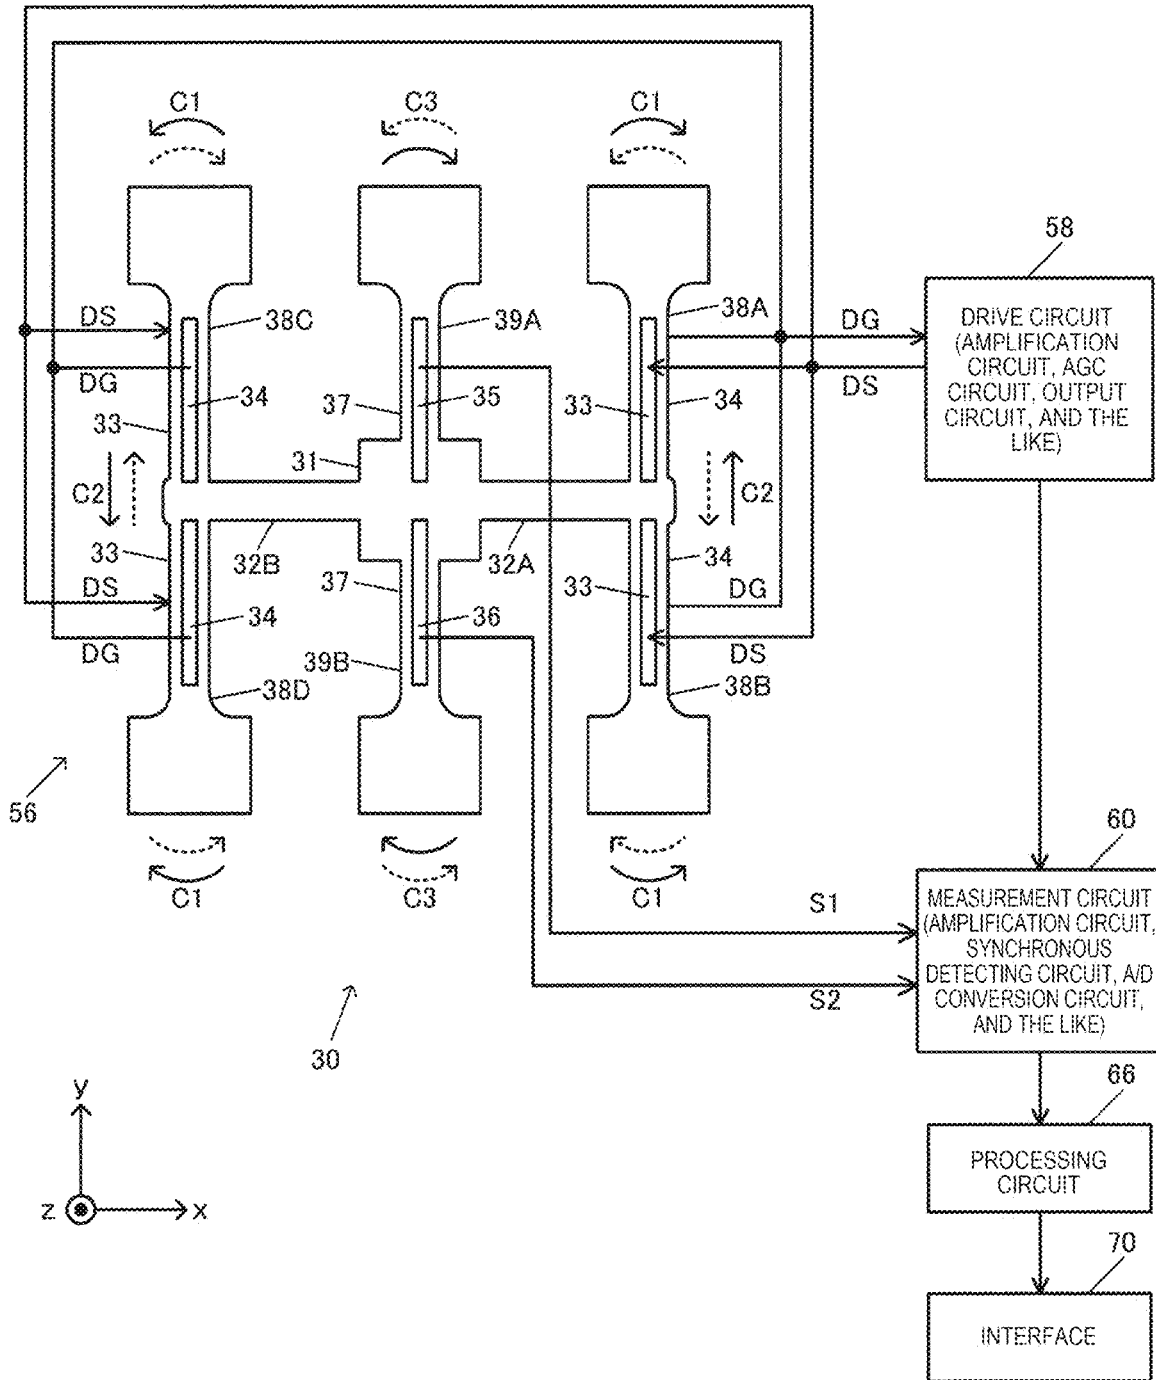 C1
C3
C1
58
DS
38C
39A
38A
DG
DRIVE CIRCUIT
(AMPLIFICATION
CIRCUIT, AGC
CIRCUIT, OUTPUT
CIRCUIT, AND THE
LIKE)
DG
34
35
33
34
DS
33
37
31
C2
C2
33
32B
37
32A
34
DS
34
36
33
DG
DG
39B
DS
38D
38B
56
60
C1
C3
C1
S1
MEASUREMENT CIRCUIT
(AMPLIFICATION CIRCUIT,
SYNCHRONOUS
DETECTING CIRCUIT, A/D
CONVERSION CIRCUIT,
AND THE LIKE)
S2
30
66
y
PROCESSING
CIRCUIT
z
x
70
INTERFACE